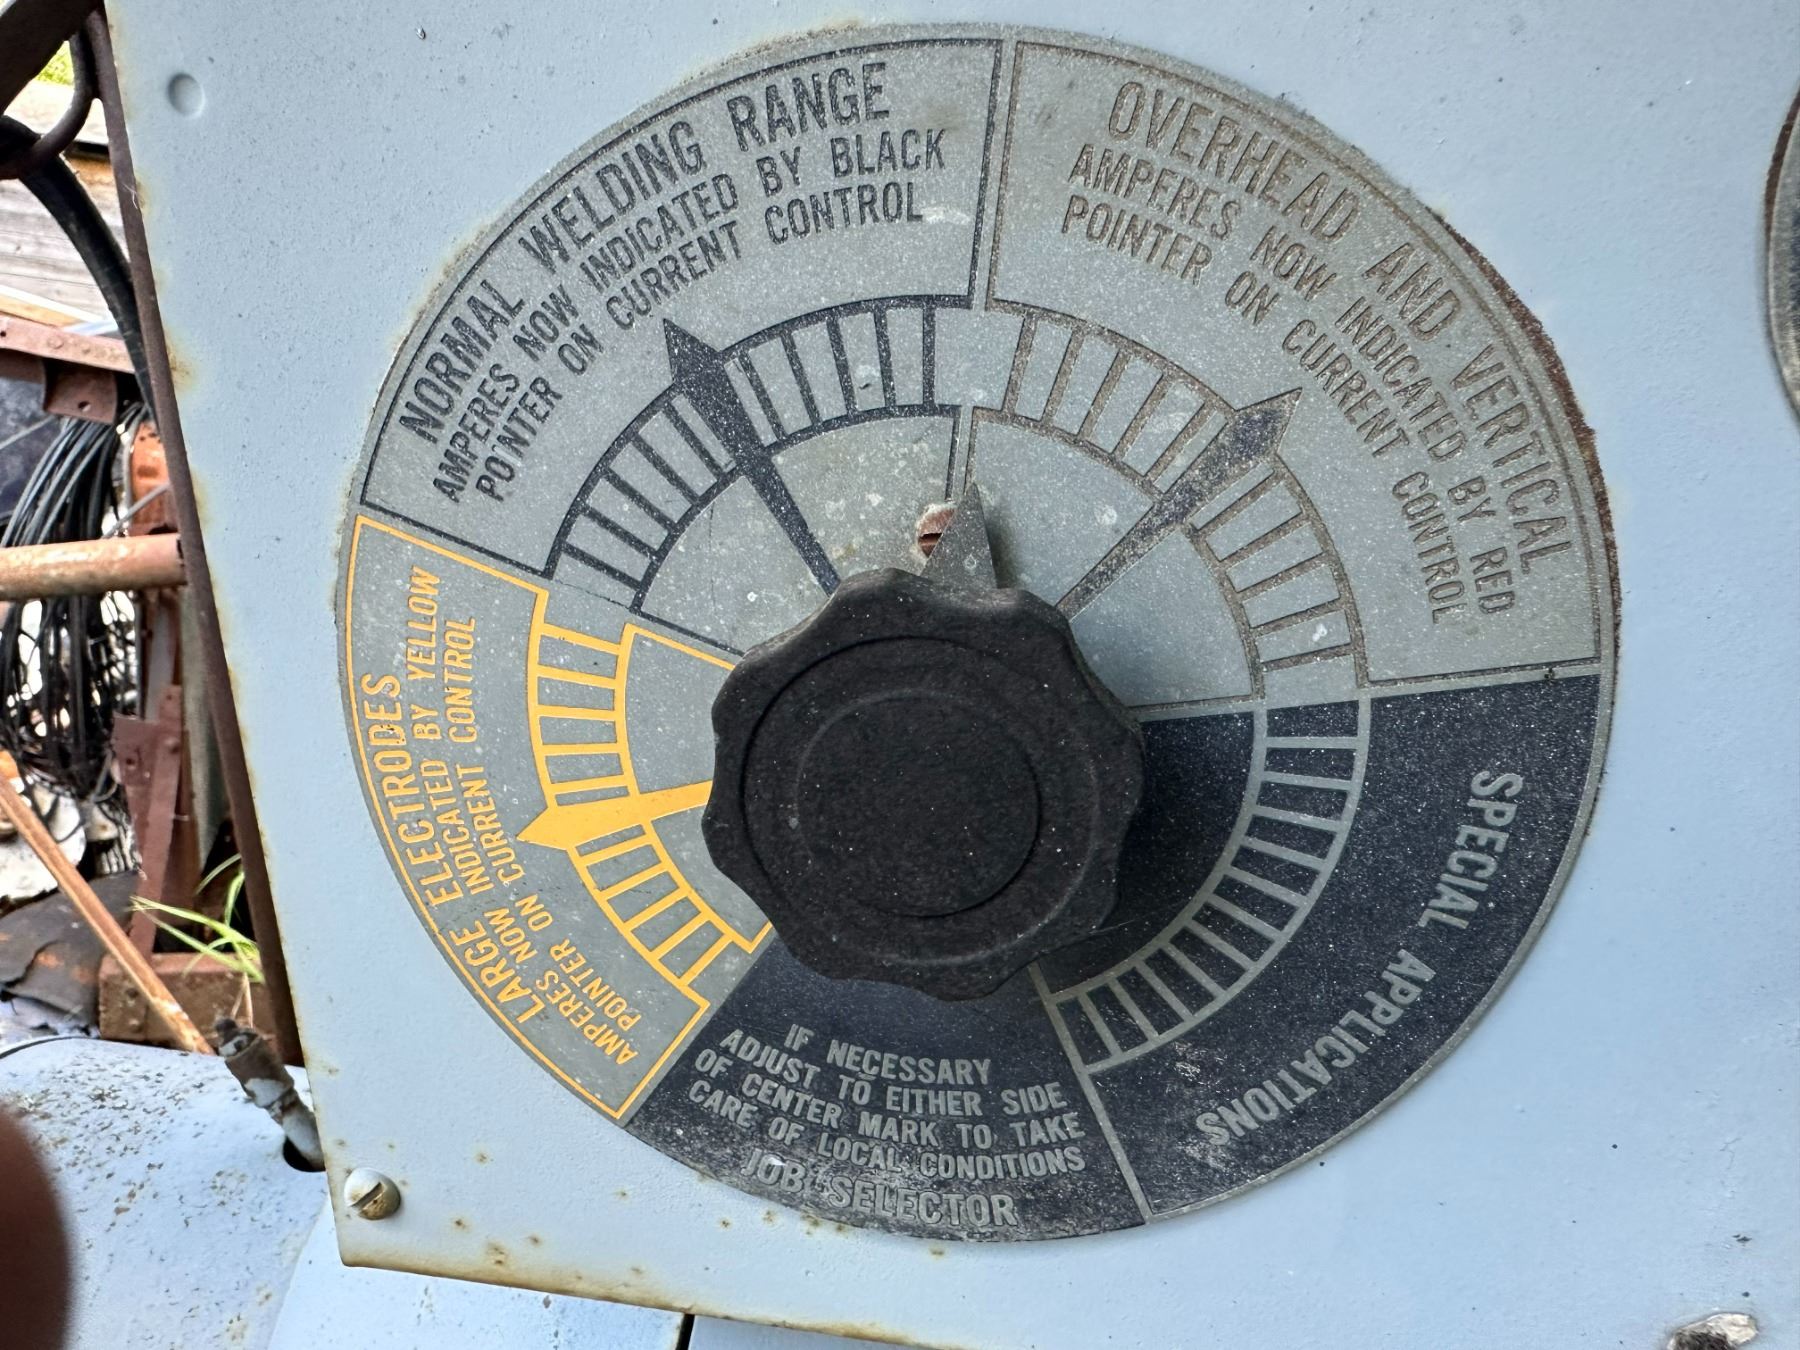 NORMAL WELDING RANGE
AMPERES NOW INDICATED BY BLACK
POINTER ON CURRENT CONTROL
OVERHEAD AND VERTICAL
AMPERES NOW INDICATED BY RED
POINTER ON CURRENT CONTROL
LARGE ELECTRODES
AMPERES NOW INDICATED BY YELLOW
POINTER ON CURRENT CONTROL
SPECIAL APPLICATIONS
IF NECESSARY
ADJUST TO EITHER SIDE
OF CENTER MARK TO TAKE
CARE OF LOCAL CONDITIONS
JOB SELECTOR